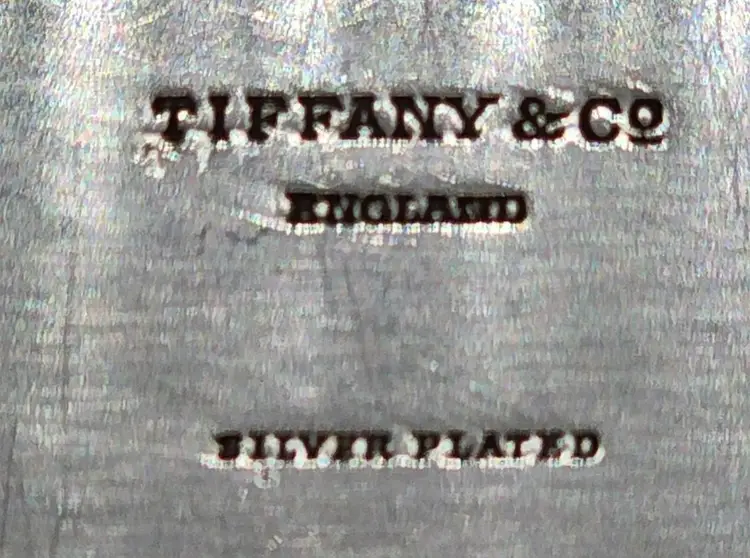 TIFFANY & Co
ENGLAND
SILVER PLATED